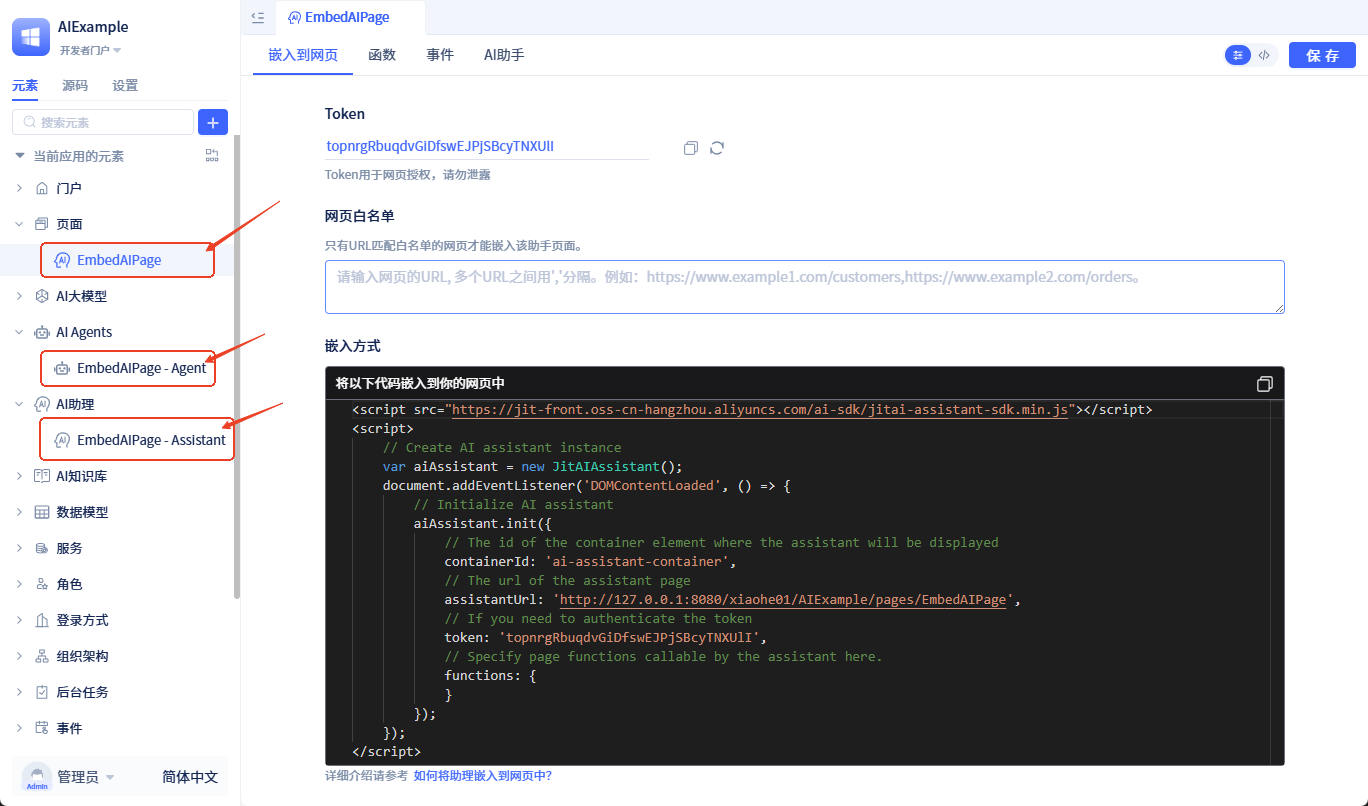 AIExample
开发者门户
元素 源码 设置
搜索元素
当前应用的元素
门户
页面
EmbedAIPage
AI大模型
AI Agents
EmbedAIPage - Agent
AI助理
EmbedAIPage - Assistant
AI知识库
数据模型
服务
角色
登录方式
组织架构
后台任务
事件
Admin
管理员
简体中文
EmbedAIPage
嵌入到网页 函数 事件 AI助手
保 存
Token
topnrgRbuqdvGiDfswEJPjSBcyTNXUlI
Token用于网页授权，请勿泄露
网页白名单
只有URL匹配白名单的网页才能嵌入该助手页面。
请输入网页的URL, 多个URL之间用','分隔。例如：https://www.example1.com/customers,https://www.example2.com/orders。
嵌入方式
将以下代码嵌入到你的网页中
<script src="https://jit-front.oss-cn-hangzhou.aliyuncs.com/ai-sdk/jitai-assistant-sdk.min.js"></script>
<script>
// Create AI assistant instance
var aiAssistant = new JitAIAssistant();
document.addEventListener('DOMContentLoaded', () => {
// Initialize AI assistant
aiAssistant.init({
// The id of the container element where the assistant will be displayed
containerId: 'ai-assistant-container',
// The url of the assistant page
assistantUrl: 'http://127.0.0.1:8080/xiaohe01/AIExample/pages/EmbedAIPage',
// If you need to authenticate the token
token: 'topnrgRbuqdvGiDfswEJPjSBcyTNXUlI',
// Specify page functions callable by the assistant here.
functions: {
}
});
});
</script>
详细介绍请参考 如何将助理嵌入到网页中?